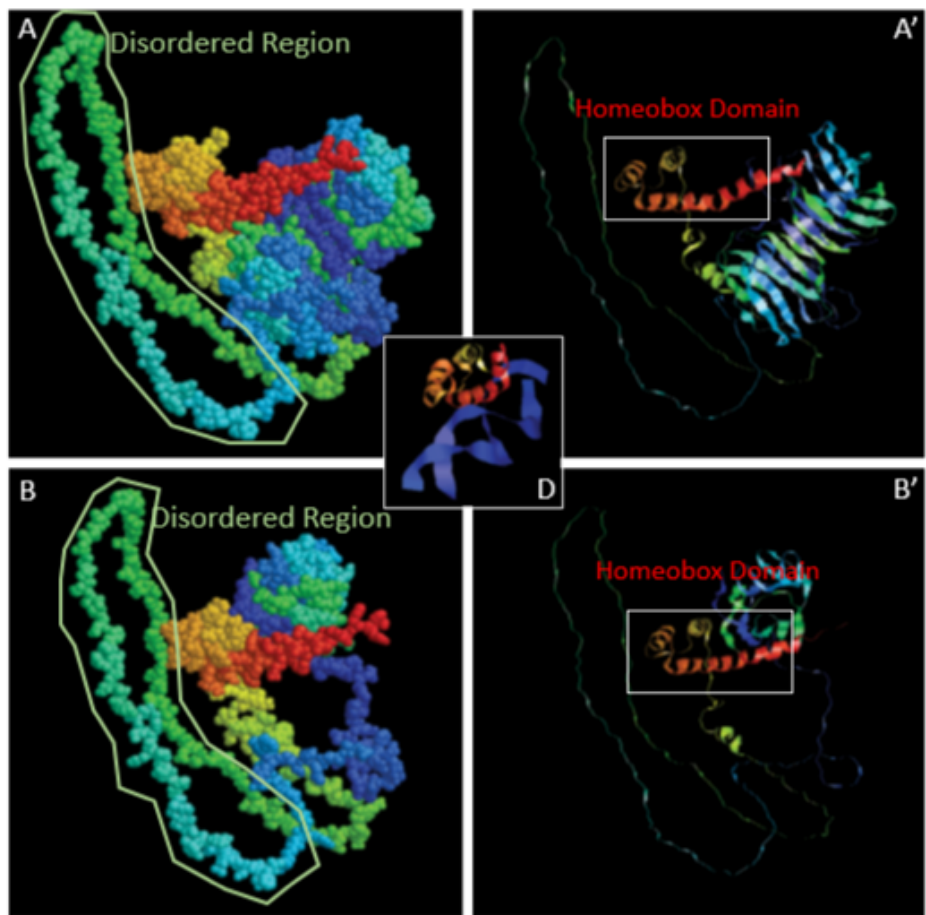 A
Disordered Region
A'
Homeobox Domain
D
B
Disordered Region
B'
Homeobox Domain